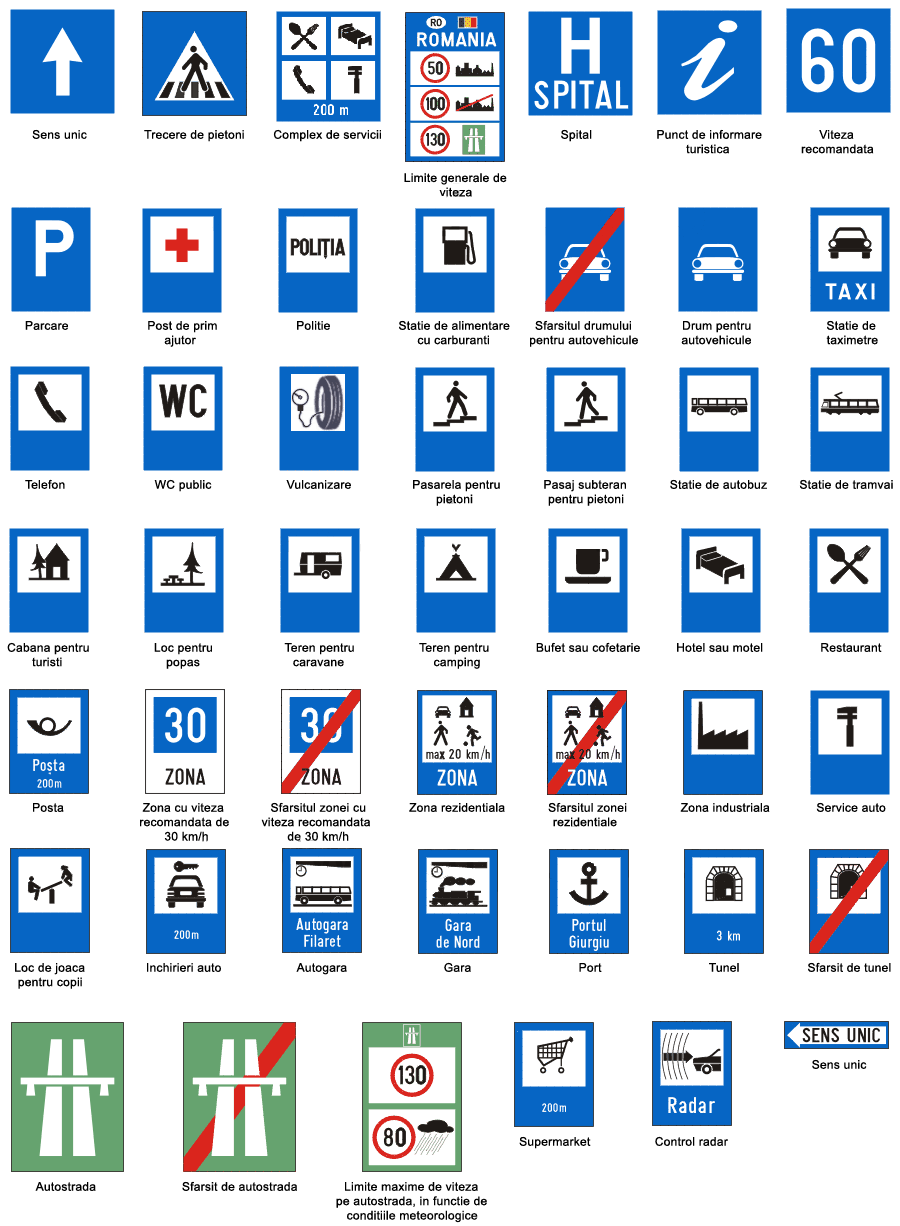 200 m
RO
ROMANIA
50
100
130
H
SPITAL
i
60
Sens unic
Trecere de pietoni
Complex de servicii
Limite generale de
viteza
Spital
Punct de informare
turistica
Viteza
recomandata
P
POLIȚIA
TAXI
Parcare
Post de prim
ajutor
Politie
Statie de alimentare
cu carburanti
Sfarsitul drumului
pentru autovehicule
Drum pentru
autovehicule
Statie de
taximetre
WC
Telefon
WC public
Vulcanizare
Pasarela pentru
pietoni
Pasaj subteran
pentru pietoni
Statie de autobuz
Statie de tramvai
Cabana pentru
turisti
Loc pentru
popas
Teren pentru
caravane
Teren pentru
camping
Bufet sau cofetarie
Hotel sau motel
Restaurant
Poșta
200m
30
ZONA
30
ZONA
max 20 km/h
ZONA
max 20 km/h
ZONA
Posta
Zona cu viteza
recomandata de
30 km/h
Sfarsitul zonei cu
viteza recomandata
de 30 km/h
Zona rezidentiala
Sfarsitul zonei
rezidentiale
Zona industriala
Service auto
200m
Autogara
Filaret
Gara
de Nord
Portul
Giurgiu
3 km
Loc de joaca
pentru copii
Inchirieri auto
Autogara
Gara
Port
Tunel
Sfarsit de tunel
130
80
200m
Radar
SENS UNIC
Autostrada
Sfarsit de autostrada
Limite maxime de viteza
pe autostrada, in functie de
conditiile meteorologice
Supermarket
Control radar
Sens unic